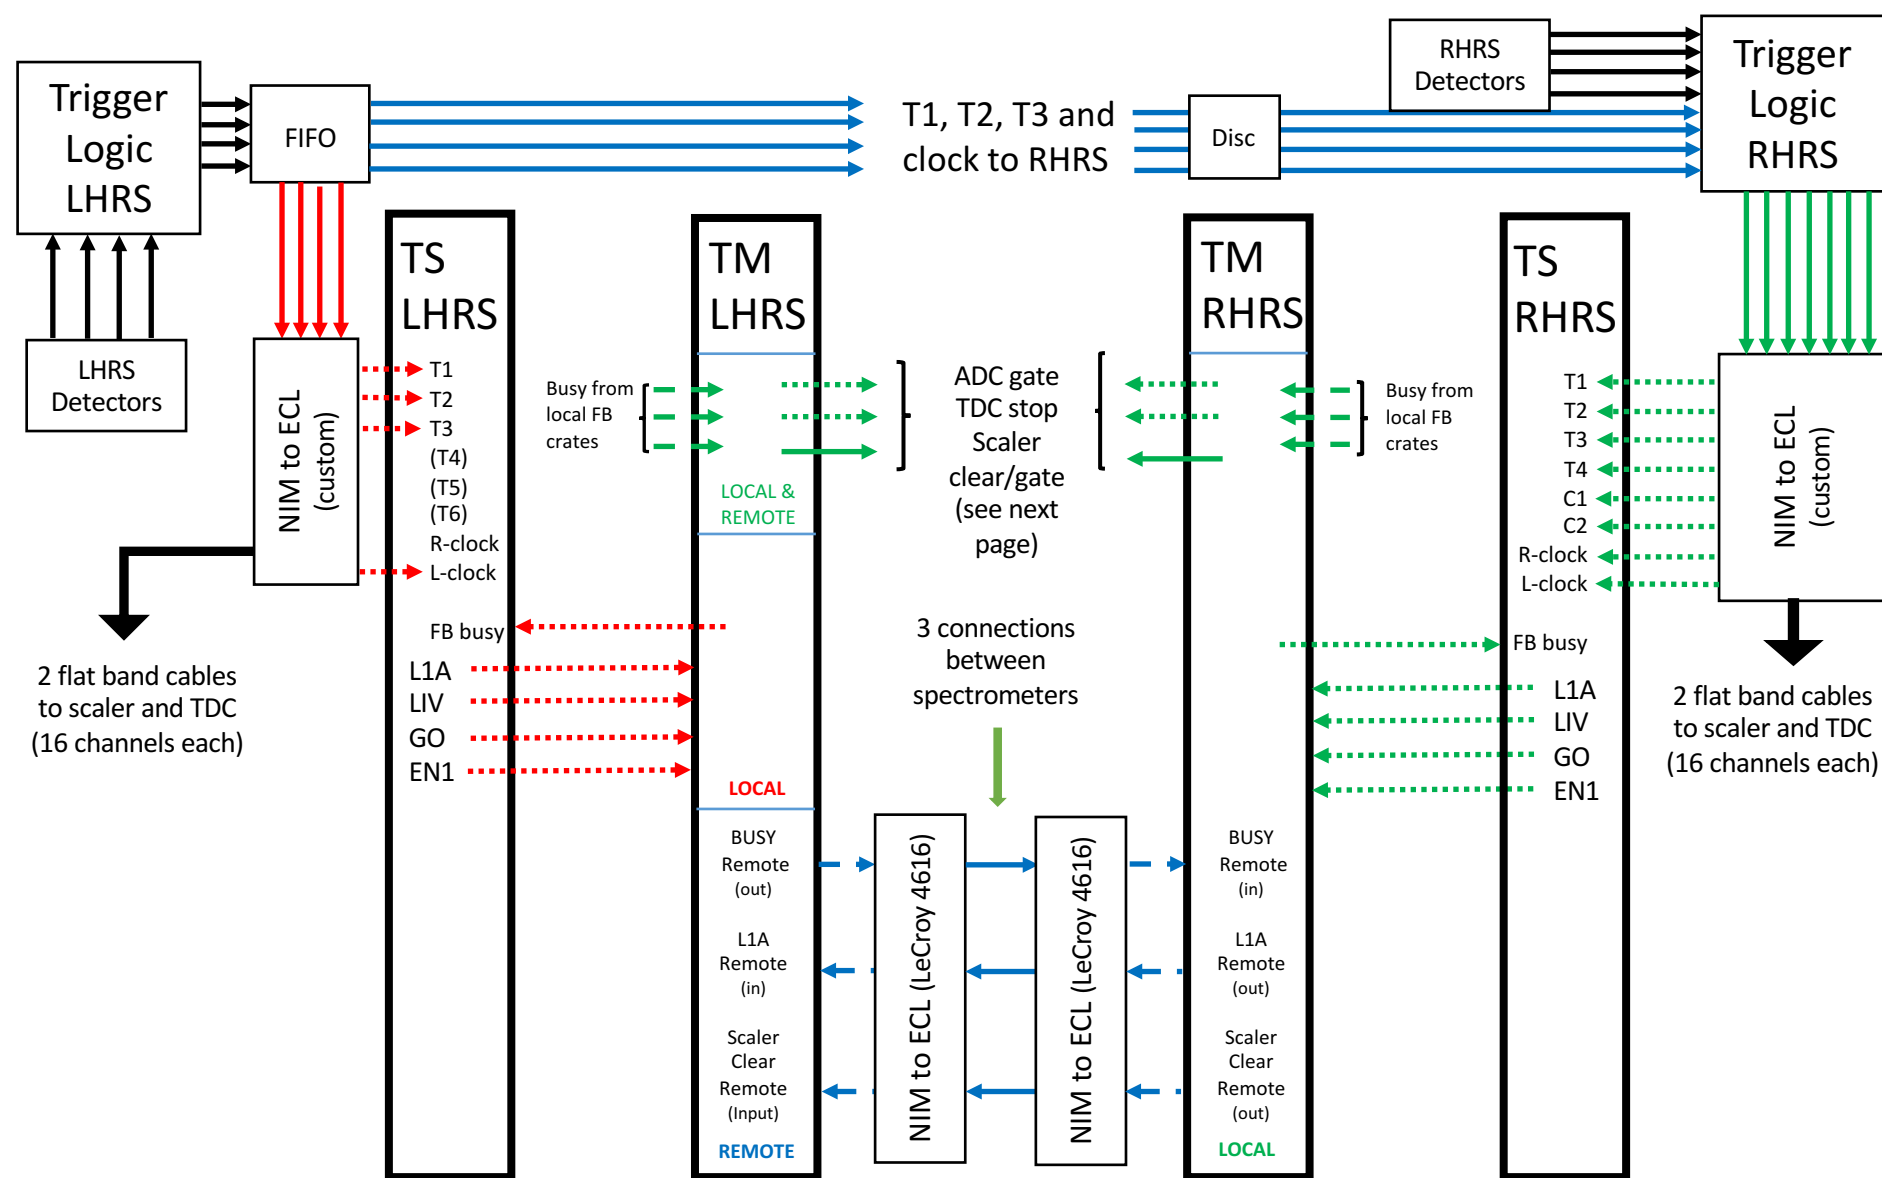 Trigger
Logic
LHRS
FIFO
T1, T2, T3 and
clock to RHRS
Disc
RHRS
Detectors
Trigger
Logic
RHRS
LHRS
Detectors
NIM to ECL
(custom)
2 flat band cables
to scaler and TDC
(16 channels each)
TS
LHRS
T1
T2
T3
(T4)
(T5)
(T6)
R-clock
L-clock
FB busy
L1A
LIV
GO
EN1
Busy from
local FB
crates
TM
LHRS
LOCAL &
REMOTE
LOCAL
BUSY
Remote
(out)
L1A
Remote
(in)
Scaler
Clear
Remote
(Input)
REMOTE
ADC gate
TDC stop
Scaler
clear/gate
(see next
page)
3 connections
between
spectrometers
NIM to ECL (LeCroy 4616)
NIM to ECL (LeCroy 4616)
TM
RHRS
BUSY
Remote
(in)
L1A
Remote
(out)
Scaler
Clear
Remote
(out)
LOCAL
Busy from
local FB
crates
TS
RHRS
T1
T2
T3
T4
C1
C2
R-clock
L-clock
FB busy
L1A
LIV
GO
EN1
NIM to ECL
(custom)
2 flat band cables
to scaler and TDC
(16 channels each)